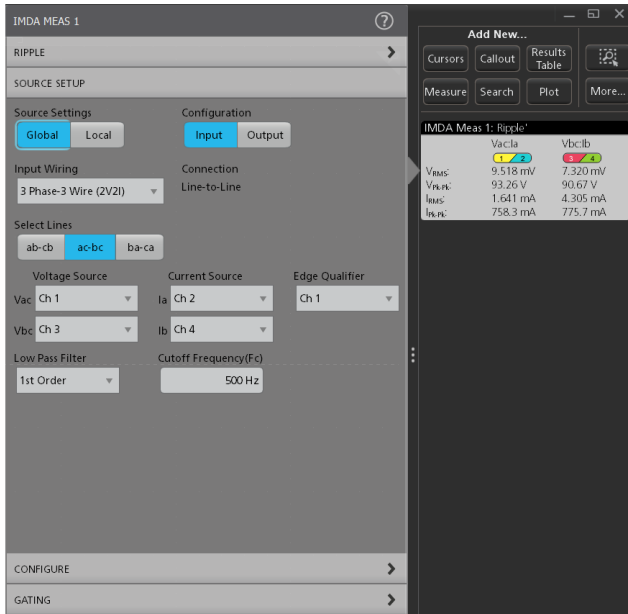 IMDA MEAS 1 ?
RIPPLE
SOURCE SETUP
Source Settings
Configuration
Global Local
Input Output
Input Wiring
Connection
3 Phase-3 Wire (2V2I)
Line-to-Line
Select Lines
ab-cb ac-bc ba-ca
Voltage Source Current Source Edge Qualifier
Vac Ch 1 Ia Ch 2 Ch 1
Vbc Ch 3 Ib Ch 4
Low Pass Filter Cutoff Frequency(Fc)
1st Order 500 Hz
CONFIGURE
GATING
Add New...
Cursors Callout Results Table
Measure Search Plot More...
IMDA Meas 1: Ripple'
Vac:Ia Vbc:Ib
1 2 3 4
VRMS: 9.518 mV 7.320 mV
VPk-Pk: 93.26 V 90.67 V
IRMS: 1.641 mA 4.305 mA
IPk-Pk: 758.3 mA 775.7 mA